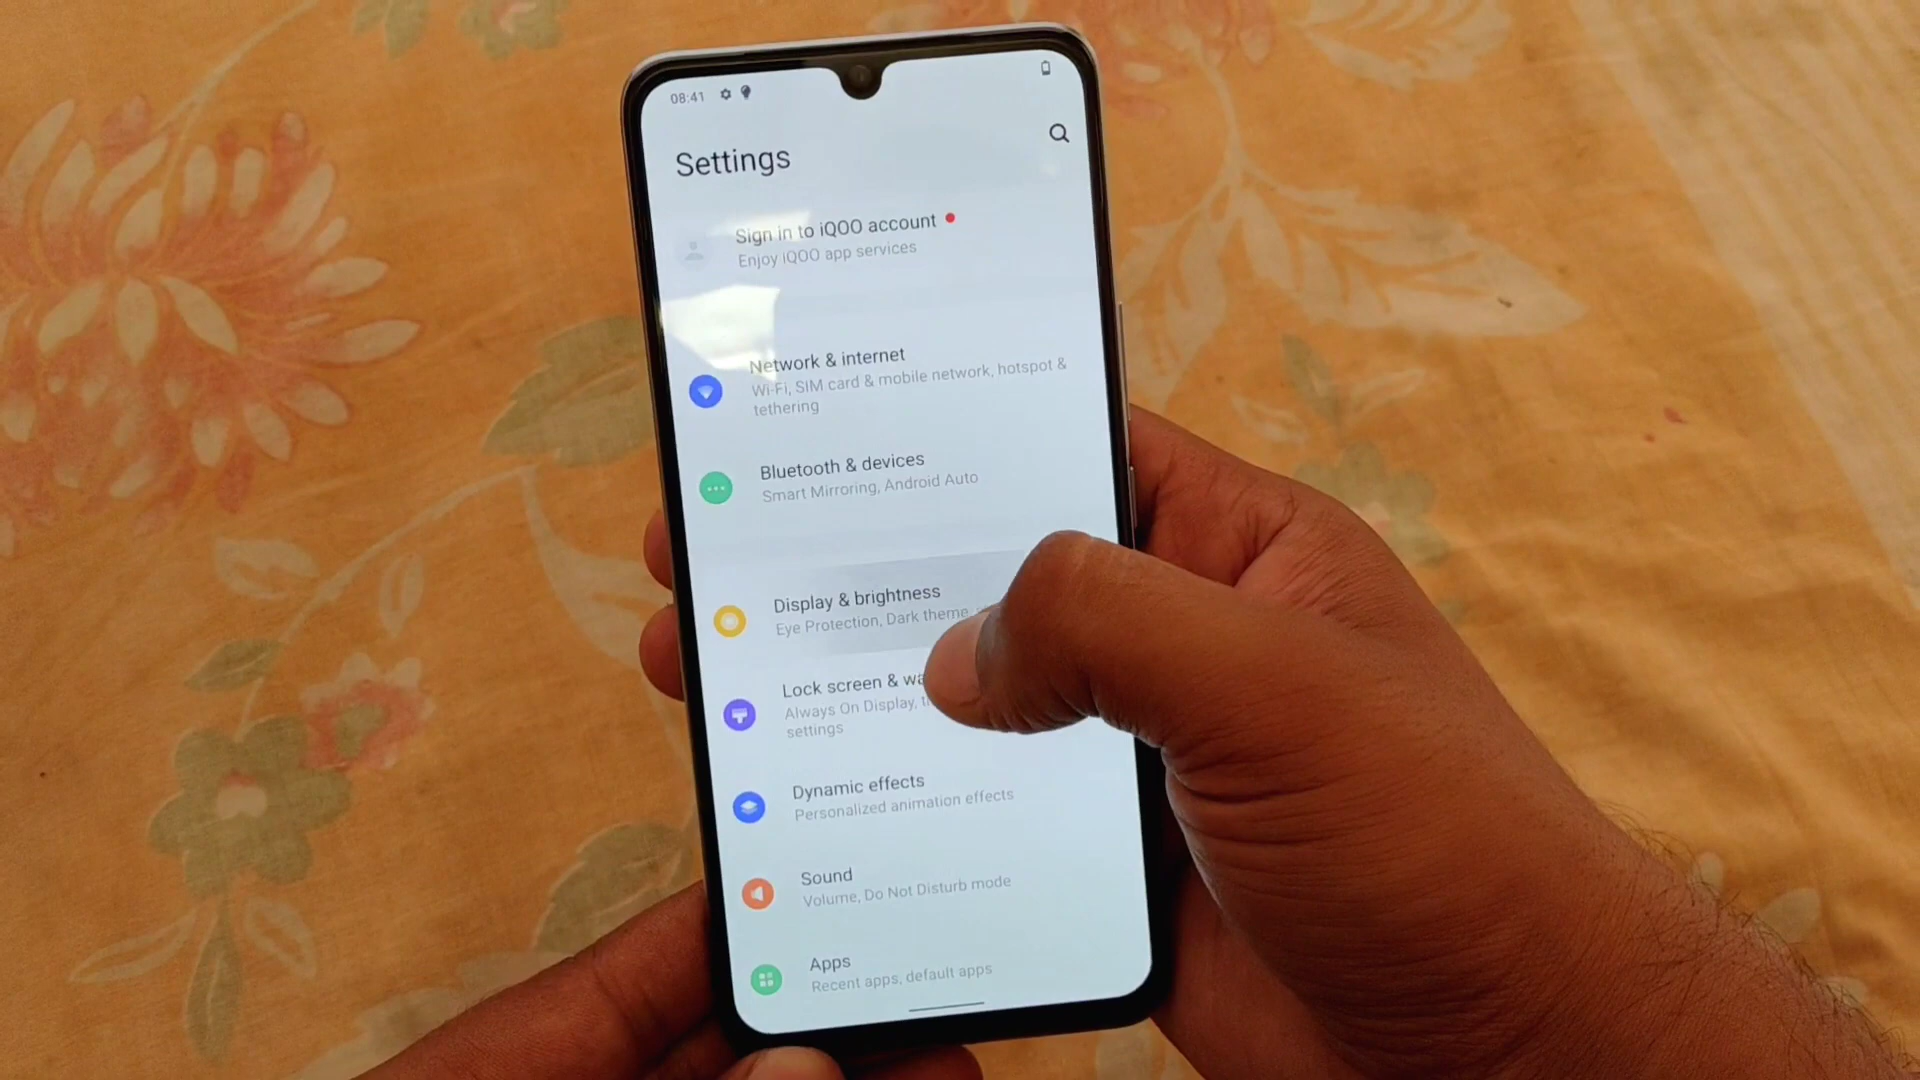 08:41
Settings
Sign in to iQOO account
Enjoy iQOO app services
Network & internet
Wi-Fi, SIM card & mobile network, hotspot &
tethering
Bluetooth & devices
Smart Mirroring, Android Auto
Display & brightness
Eye Protection, Dark theme,
Lock screen &
Always On Display,
settings
Dynamic effects
Personalized animation effects
Sound
Volume, Do Not Disturb mode
Apps
Recent apps, default apps